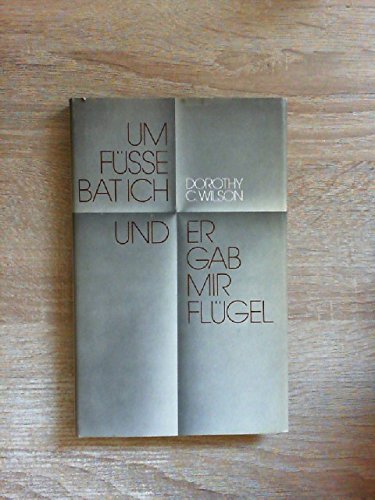 UM
FÜSSE
BAT ICH
DOROTHY
C. WILSON
UND ER
GAB
MIR
FLÜGEL